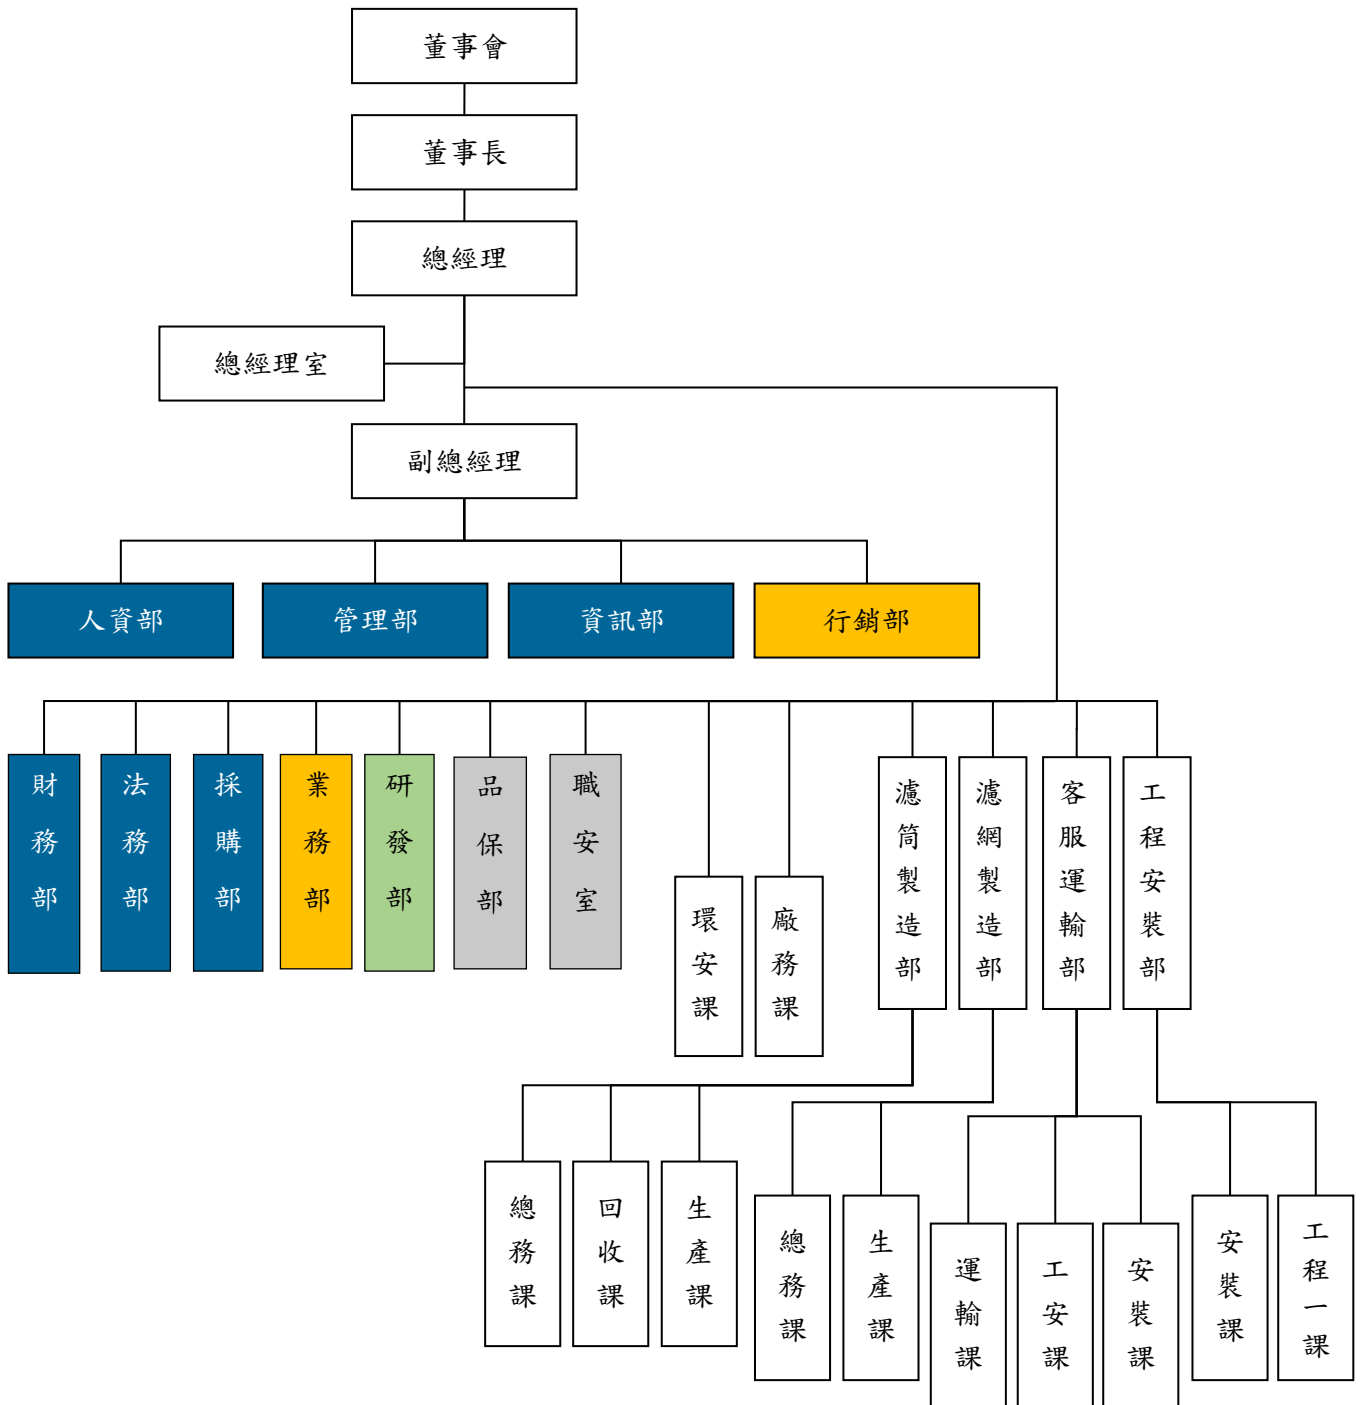 董事會
董事長
總經理
總經理室
副總經理
人資部
管理部
資訊部
行銷部
財務部
法務部
採購部
業務部
研發部
品保部
職安室
環安課
廠務課
濾筒製造部
濾網製造部
客服運輸部
工程安裝部
總務課
回收課
生產課
總務課
生產課
運輸課
工安課
安裝課
安裝課
工程一課